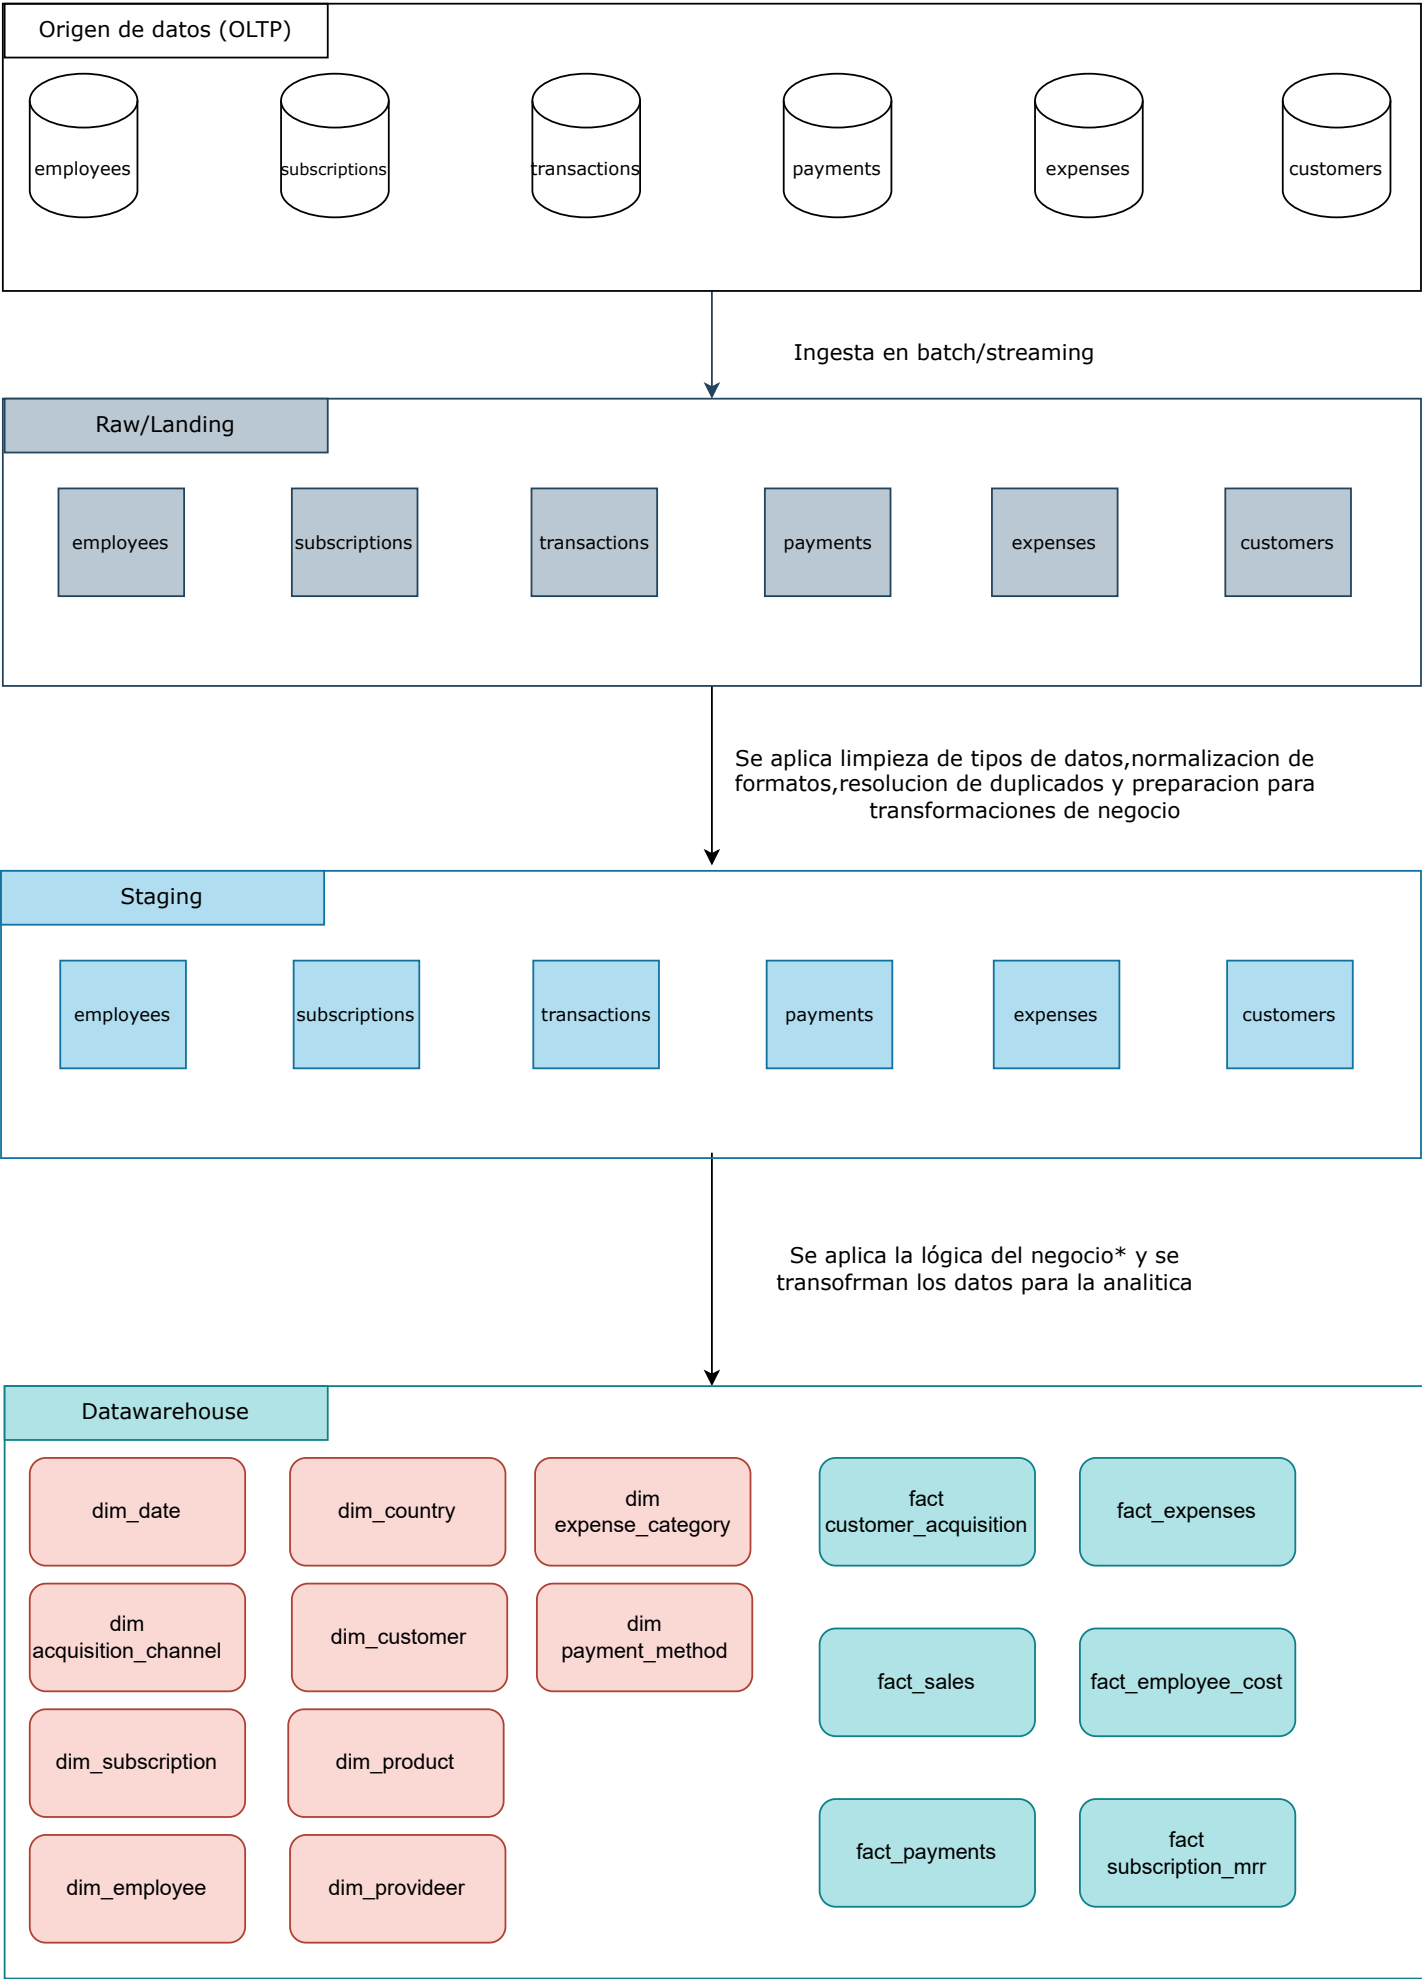 Origen de datos (OLTP)
employees
subscriptions
transactions
payments
expenses
customers
Ingesta en batch/streaming
Raw/Landing
employees
subscriptions
transactions
payments
expenses
customers
Se aplica limpieza de tipos de datos,normalizacion de
formatos,resolucion de duplicados y preparacion para
transformaciones de negocio
Staging
employees
subscriptions
transactions
payments
expenses
customers
Se aplica la lógica del negocio* y se
transofrman los datos para la analitica
Datawarehouse
dim_date
dim_country
dim
expense_category
fact
customer_acquisition
fact_expenses
dim
acquisition_channel
dim_customer
dim
payment_method
fact_sales
fact_employee_cost
dim_subscription
dim_product
fact_payments
fact
subscription_mrr
dim_employee
dim_provideer